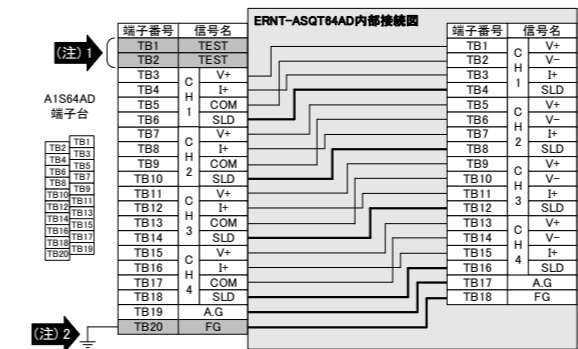 ERNT-ASQT64AD内部接続図
端子番号 信号名
TB1 TEST
TB2 TEST
CH1
TB3 V+
TB4 I+
TB5 COM
TB6 SLD
CH2
TB7 V+
TB8 I+
TB9 COM
TB10 SLD
CH3
TB11 V+
TB12 I+
TB13 COM
TB14 SLD
CH4
TB15 V+
TB16 I+
TB17 COM
TB18 SLD
TB19 A.G
TB20 FG
端子番号 信号名
CH1
TB1 V+
TB2 V-
TB3 I+
TB4 SLD
CH2
TB5 V+
TB6 V-
TB7 I+
TB8 SLD
CH3
TB9 V+
TB10 V-
TB11 I+
TB12 SLD
CH4
TB13 V+
TB14 V-
TB15 I+
TB16 SLD
TB17 A.G
TB18 FG
(注) 1
A1S64AD
端子台
TB1
TB2
TB3
TB4
TB5
TB6
TB7
TB8
TB9
TB10
TB11
TB12
TB13
TB14
TB15
TB16
TB17
TB18
TB19
TB20
(注) 2